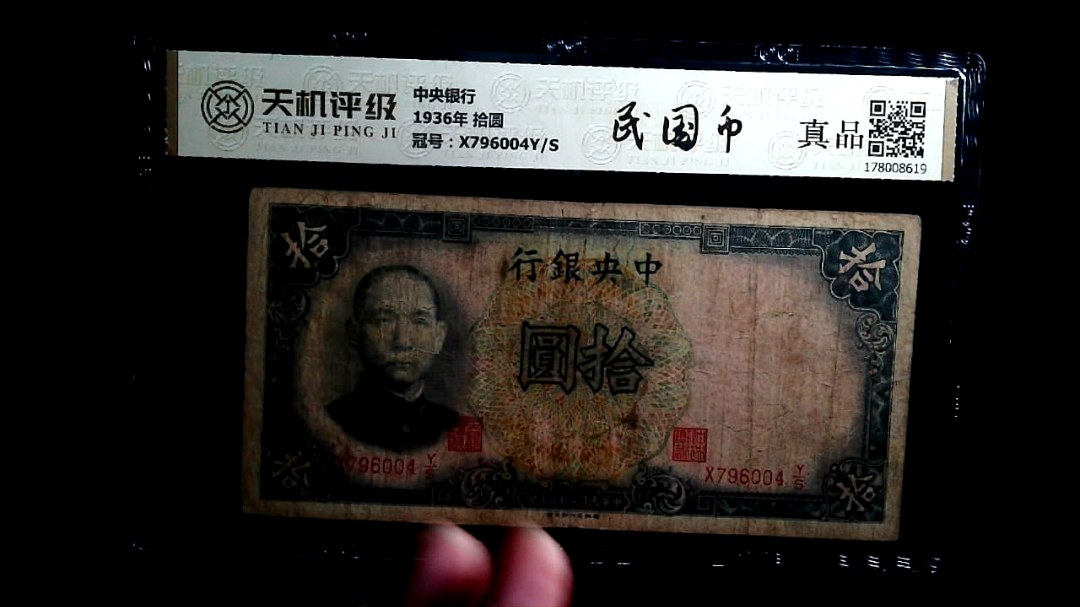 天机评级
TIAN JI PING JI
中央银行
1936年 拾圆
冠号：X796004Y/S
民国币
真品
178008619
拾
拾
行銀央中
圓拾
X796004 Y/S
X796004 Y/S
拾
拾